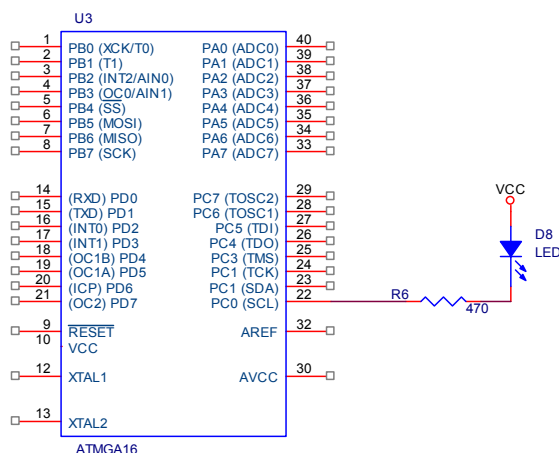 U3
1 PB0 (XCK/T0) PA0 (ADC0) 40
2 PB1 (T1) PA1 (ADC1) 39
3 PB2 (INT2/AIN0) PA2 (ADC2) 38
4 PB3 (OC0/AIN1) PA3 (ADC3) 37
5 PB4 (SS) PA4 (ADC4) 36
6 PB5 (MOSI) PA5 (ADC5) 35
7 PB6 (MISO) PA6 (ADC6) 34
8 PB7 (SCK) PA7 (ADC7) 33
14 (RXD) PD0 PC7 (TOSC2) 29
15 (TXD) PD1 PC6 (TOSC1) 28
16 (INT0) PD2 PC5 (TDI) 27
17 (INT1) PD3 PC4 (TDO) 26
18 (OC1B) PD4 PC3 (TMS) 25
19 (OC1A) PD5 PC1 (TCK) 24
20 (ICP) PD6 PC1 (SDA) 23
21 (OC2) PD7 PC0 (SCL) 22
9 RESET AREF 32
10 VCC
12 XTAL1 AVCC 30
13 XTAL2
ATMGA16
VCC
D8
LED
R6
470